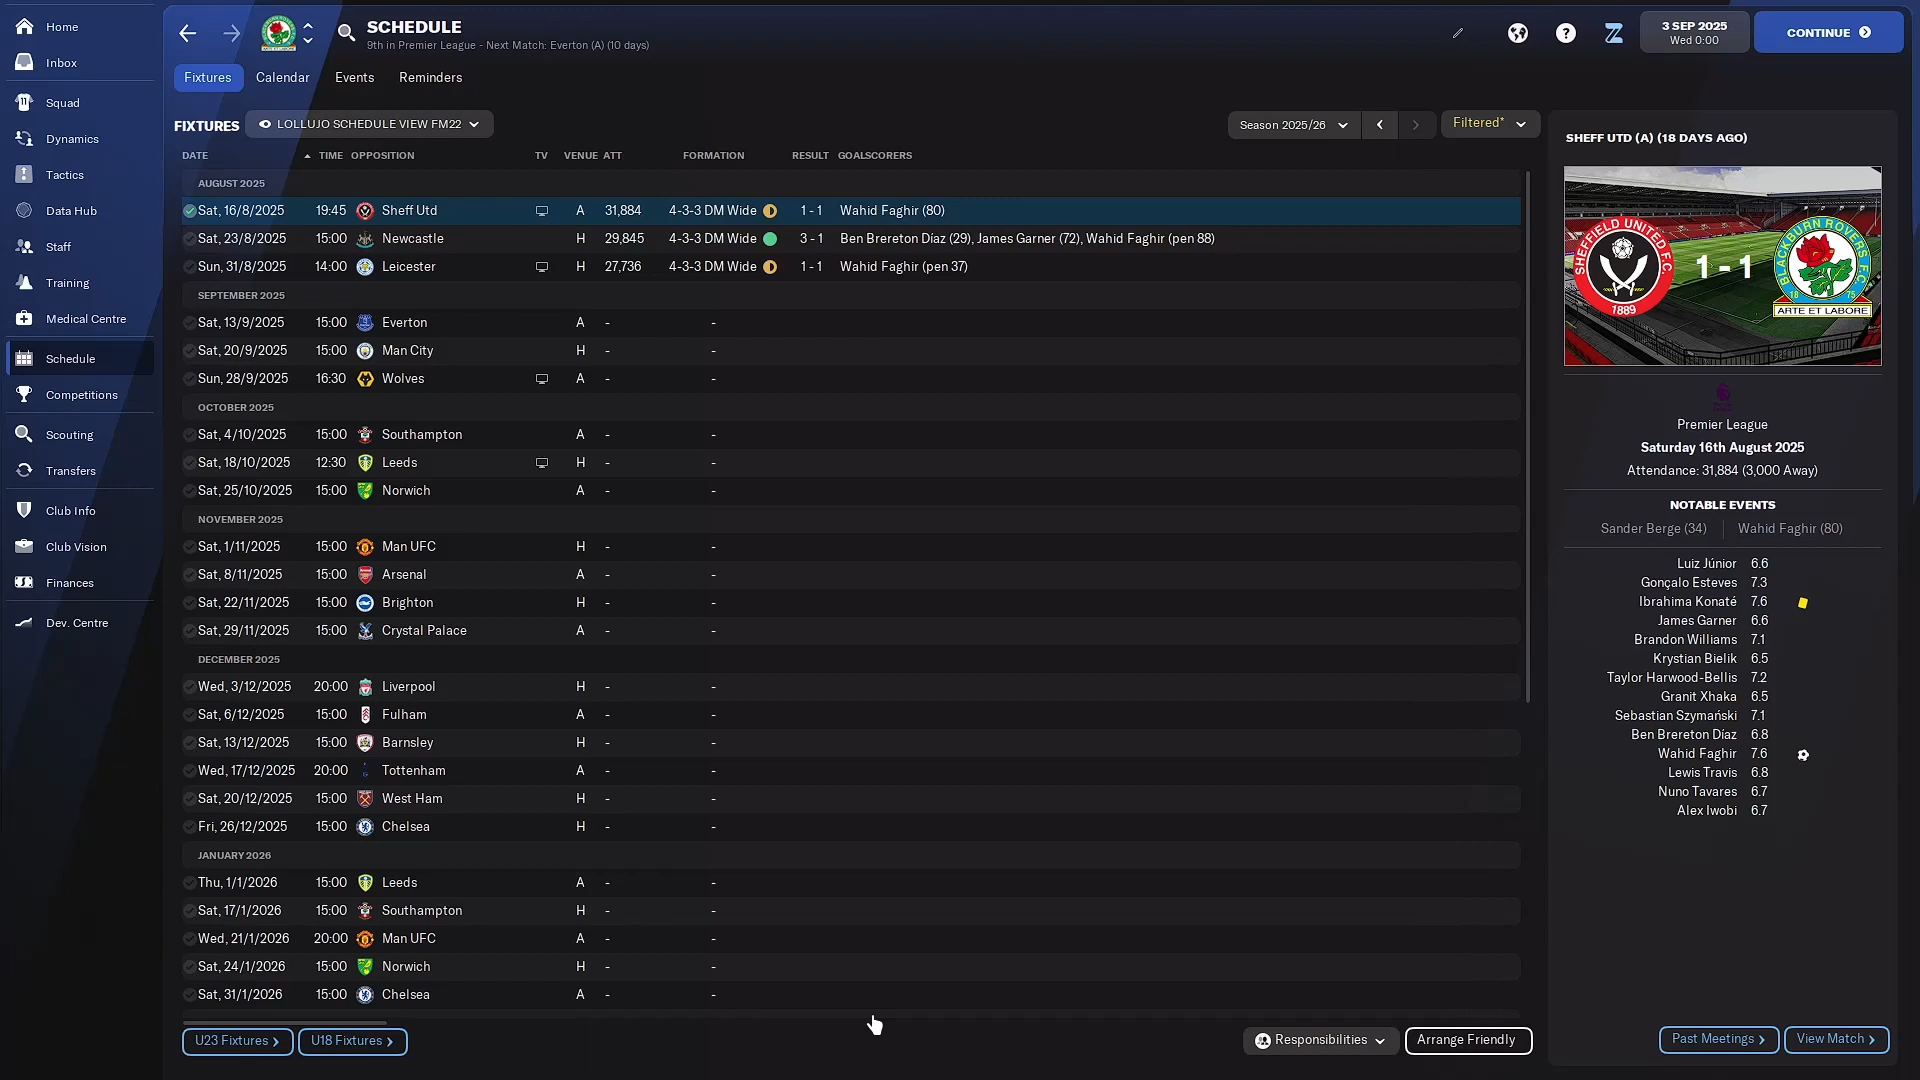 Home
Inbox
Squad
Dynamics
Tactics
Data Hub
Staff
Training
Medical Centre
Schedule
Competitions
Scouting
Transfers
Club Info
Club Vision
Finances
Dev. Centre
SCHEDULE
9th in Premier League - Next Match: Everton (A) (10 days)
3 SEP 2025
Wed 0:00
CONTINUE
Fixtures Calendar Events Reminders
FIXTURES LOLLUJO SCHEDULE VIEW FM22 Season 2025/26 Filtered*
DATE TIME OPPOSITION TV VENUE ATT FORMATION RESULT GOALSCORERS
AUGUST 2025
Sat, 16/8/2025 19:45 Sheff Utd A 31,884 4-3-3 DM Wide 1 - 1 Wahid Faghir (80)
Sat, 23/8/2025 15:00 Newcastle H 29,845 4-3-3 DM Wide 3 - 1 Ben Brereton Díaz (29), James Garner (72), Wahid Faghir (pen 88)
Sun, 31/8/2025 14:00 Leicester H 27,736 4-3-3 DM Wide 1 - 1 Wahid Faghir (pen 37)
SEPTEMBER 2025
Sat, 13/9/2025 15:00 Everton A - -
Sat, 20/9/2025 15:00 Man City H - -
Sun, 28/9/2025 16:30 Wolves A - -
OCTOBER 2025
Sat, 4/10/2025 15:00 Southampton A - -
Sat, 18/10/2025 12:30 Leeds H - -
Sat, 25/10/2025 15:00 Norwich A - -
NOVEMBER 2025
Sat, 1/11/2025 15:00 Man UFC H - -
Sat, 8/11/2025 15:00 Arsenal A - -
Sat, 22/11/2025 15:00 Brighton H - -
Sat, 29/11/2025 15:00 Crystal Palace A - -
DECEMBER 2025
Wed, 3/12/2025 20:00 Liverpool H - -
Sat, 6/12/2025 15:00 Fulham A - -
Sat, 13/12/2025 15:00 Barnsley H - -
Wed, 17/12/2025 20:00 Tottenham A - -
Sat, 20/12/2025 15:00 West Ham H - -
Fri, 26/12/2025 15:00 Chelsea H - -
JANUARY 2026
Thu, 1/1/2026 15:00 Leeds A - -
Sat, 17/1/2026 15:00 Southampton H - -
Wed, 21/1/2026 20:00 Man UFC A - -
Sat, 24/1/2026 15:00 Norwich H - -
Sat, 31/1/2026 15:00 Chelsea A - -
U23 Fixtures U18 Fixtures Responsibilities Arrange Friendly
SHEFF UTD (A) (18 DAYS AGO)
SHEFFIELD UNITED F.C.
1889
1 - 1
BLACKBURN ROVERS F.C.
18 75
ARTE ET LABORE
Premier League
Saturday 16th August 2025
Attendance: 31,884 (3,000 Away)
NOTABLE EVENTS
Sander Berge (34) Wahid Faghir (80)
Luiz Júnior 6.6
Gonçalo Esteves 7.3
Ibrahima Konaté 7.6
James Garner 6.6
Brandon Williams 7.1
Krystian Bielik 6.5
Taylor Harwood-Bellis 7.2
Granit Xhaka 6.5
Sebastian Szymański 7.1
Ben Brereton Díaz 6.8
Wahid Faghir 7.6
Lewis Travis 6.8
Nuno Tavares 6.7
Alex Iwobi 6.7
Past Meetings View Match